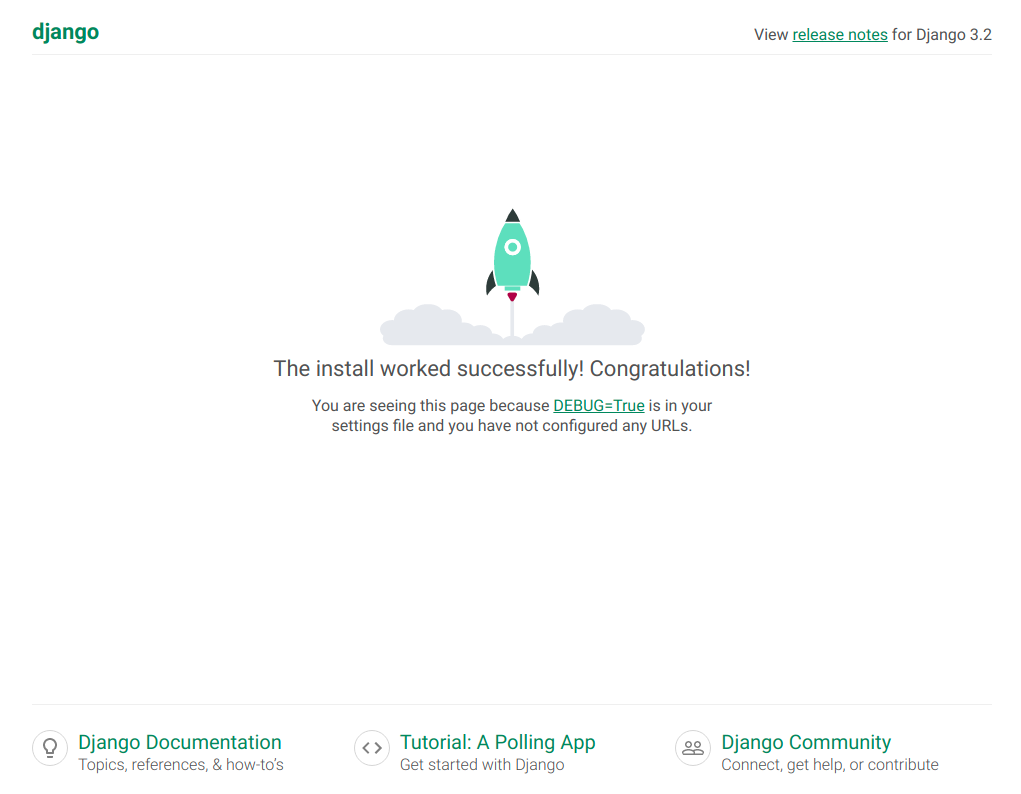 django
View release notes for Django 3.2
The install worked successfully! Congratulations!
You are seeing this page because DEBUG=True is in your
settings file and you have not configured any URLs.
Django Documentation
Topics, references, & how-to’s
Tutorial: A Polling App
Get started with Django
Django Community
Connect, get help, or contribute